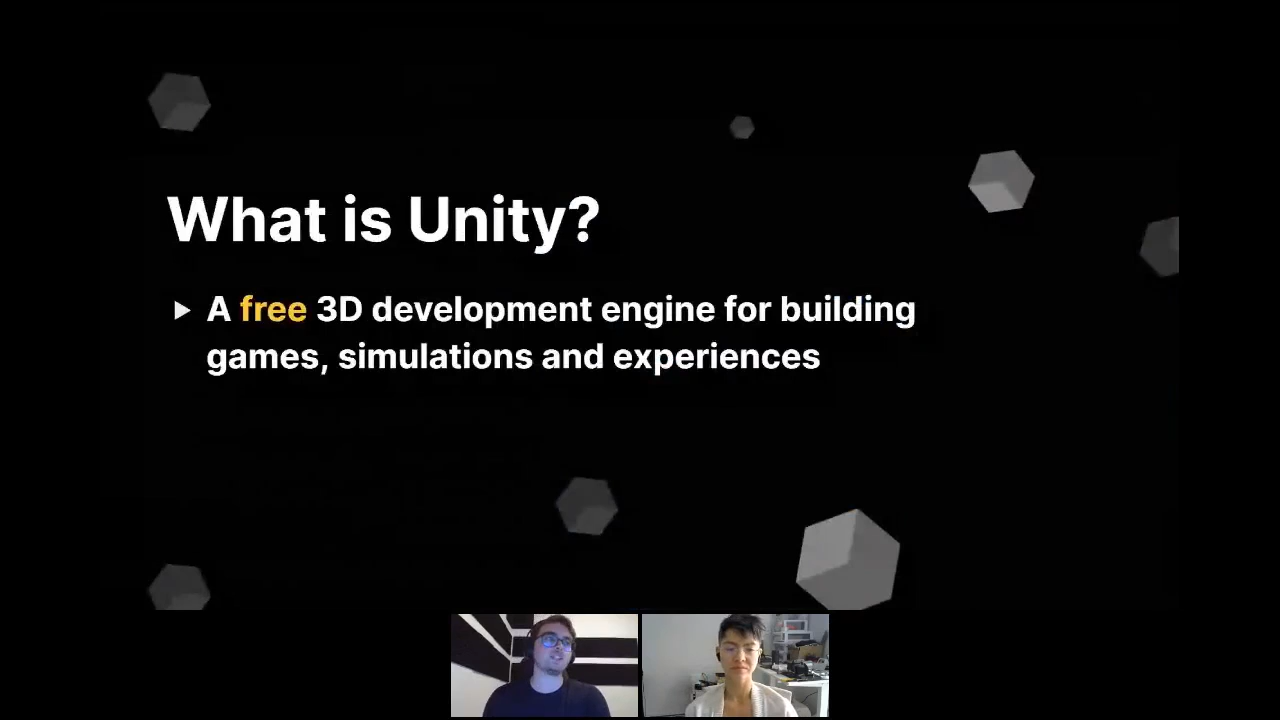 What is Unity?
A free 3D development engine for building
games, simulations and experiences